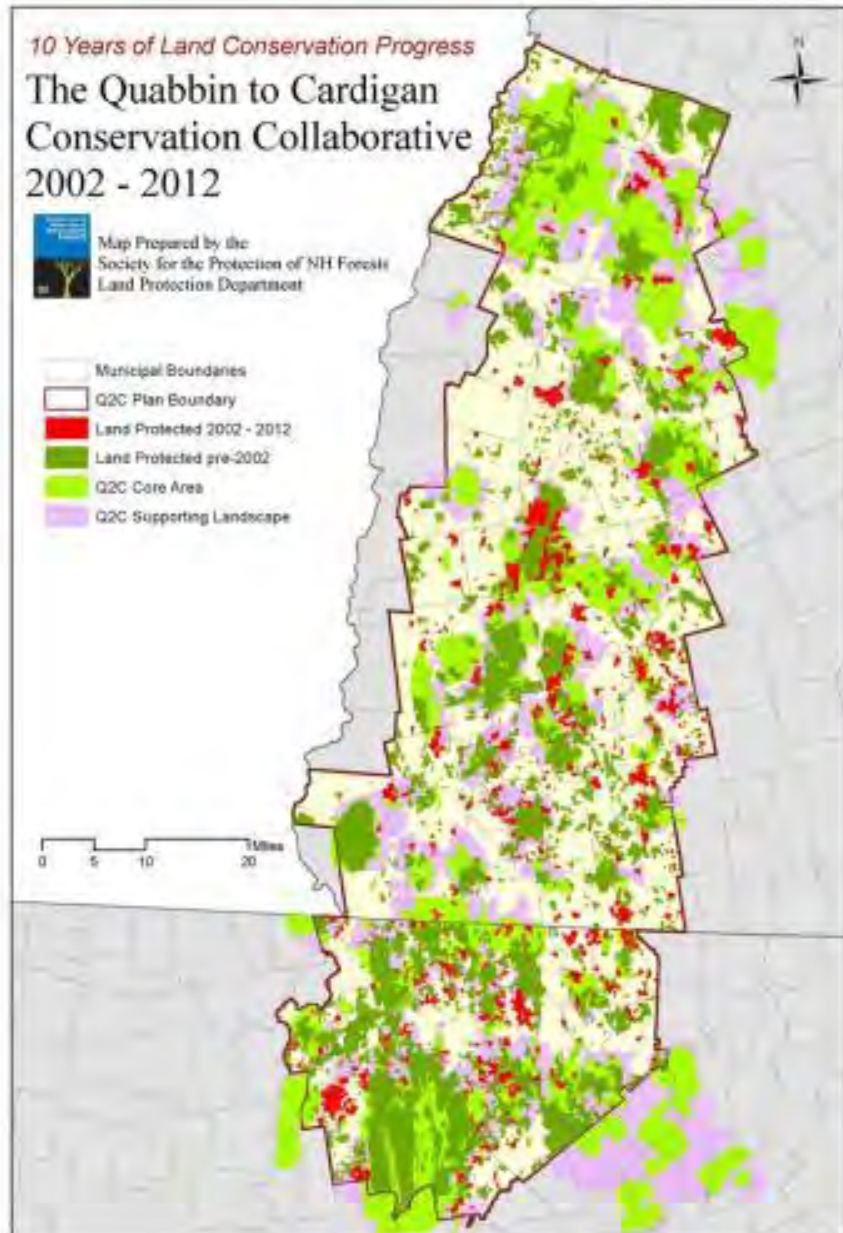 10 Years of Land Conservation Progress
The Quabbin to Cardigan
Conservation Collaborative
2002 - 2012
Map Prepared by the
Society for the Protection of NH Forests
Land Protection Department
N
Municipal Boundaries
Q2C Plan Boundary
Land Protected 2002 - 2012
Land Protected pre-2002
Q2C Core Area
Q2C Supporting Landscape
Miles
0 5 10 20